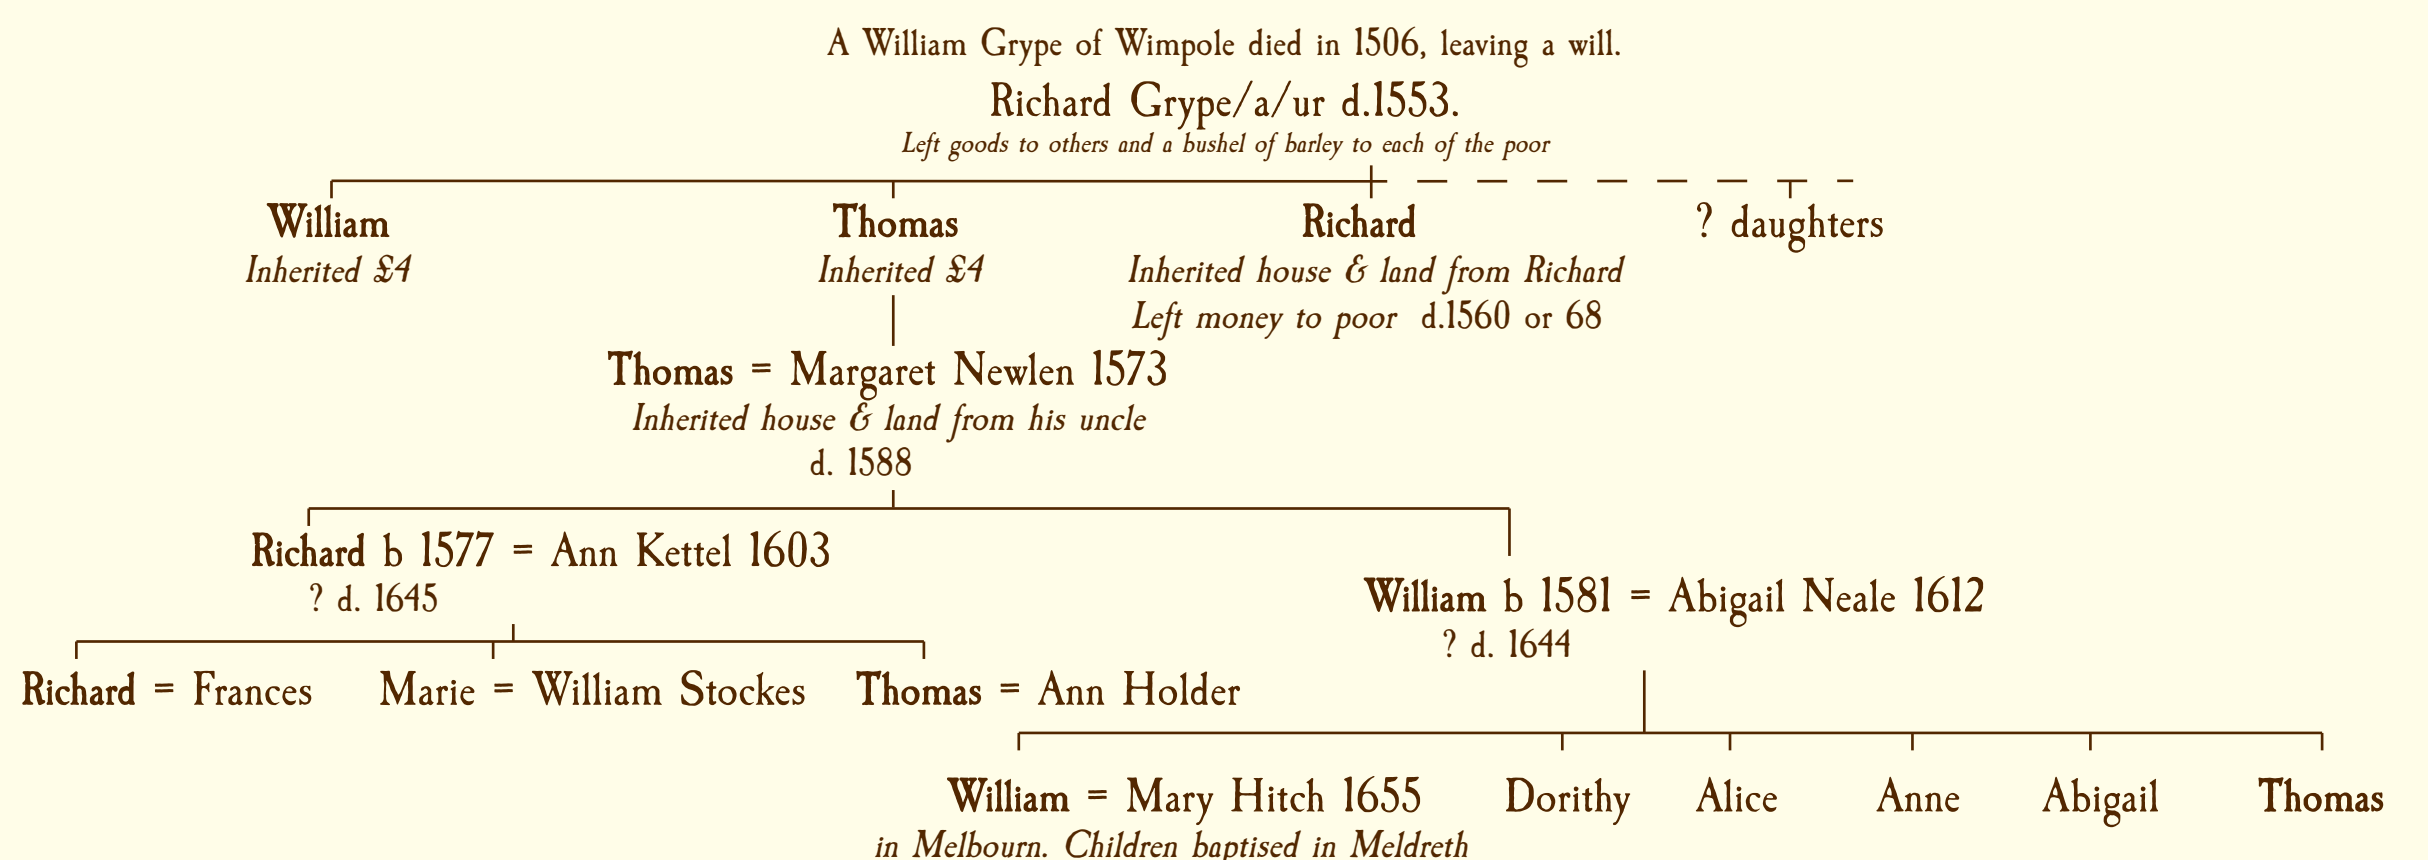 A William Grype of Wimpole died in 1506, leaving a will.
Richard Grype/a/ur d.1553.
Left goods to others and a bushel of barley to each of the poor
William Thomas Richard ? daughters
Inherited £4 Inherited £4 Inherited house & land from Richard
Left money to poor d.1560 or 68
Thomas = Margaret Newlen 1573
Inherited house & land from his uncle
d. 1588
Richard b 1577 = Ann Kettel 1603
? d. 1645
William b 1581 = Abigail Neale 1612
? d. 1644
Richard = Frances Marie = William Stockes Thomas = Ann Holder
William = Mary Hitch 1655 Dorithy Alice Anne Abigail Thomas
in Melbourn. Children baptised in Meldreth